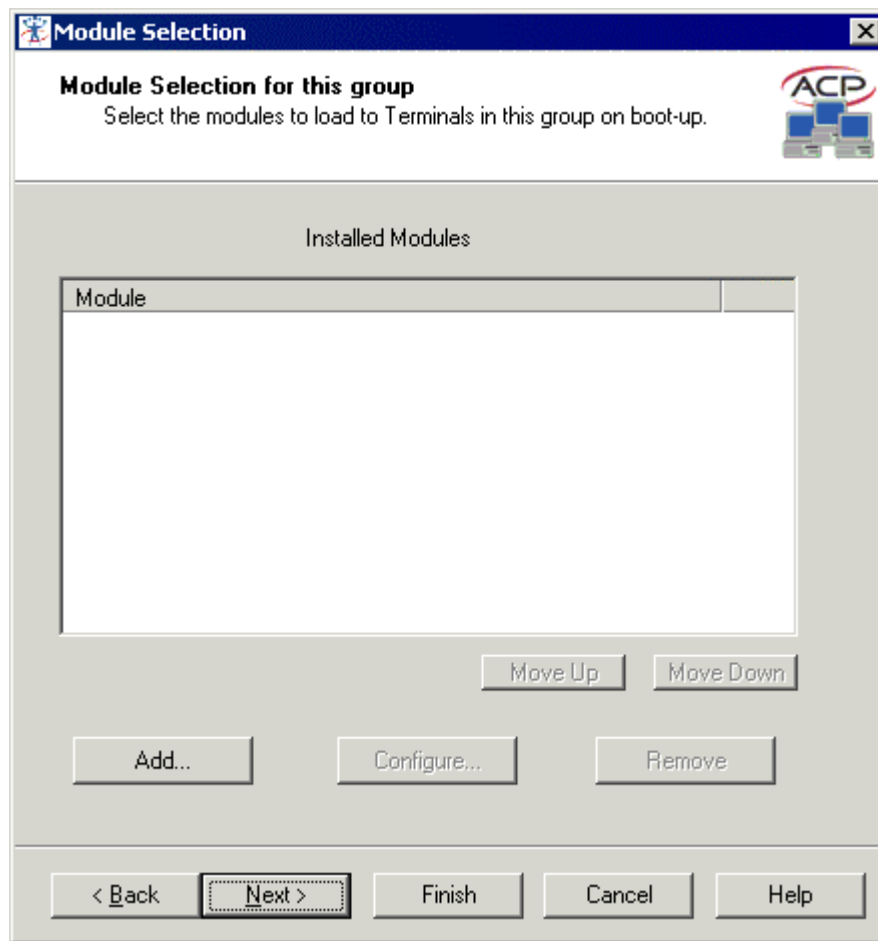 Module Selection
Module Selection for this group
Select the modules to load to Terminals in this group on boot-up.
ACP
Installed Modules
Module
Move Up Move Down
Add... Configure... Remove
< Back Next > Finish Cancel Help